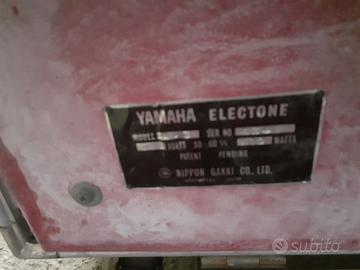 YAMAHA ELECTONE
MODEL SER NO
VOLTS 50-60 WATTS
PATENT PENDING
NIPPON GAKKI CO., LTD.
subito